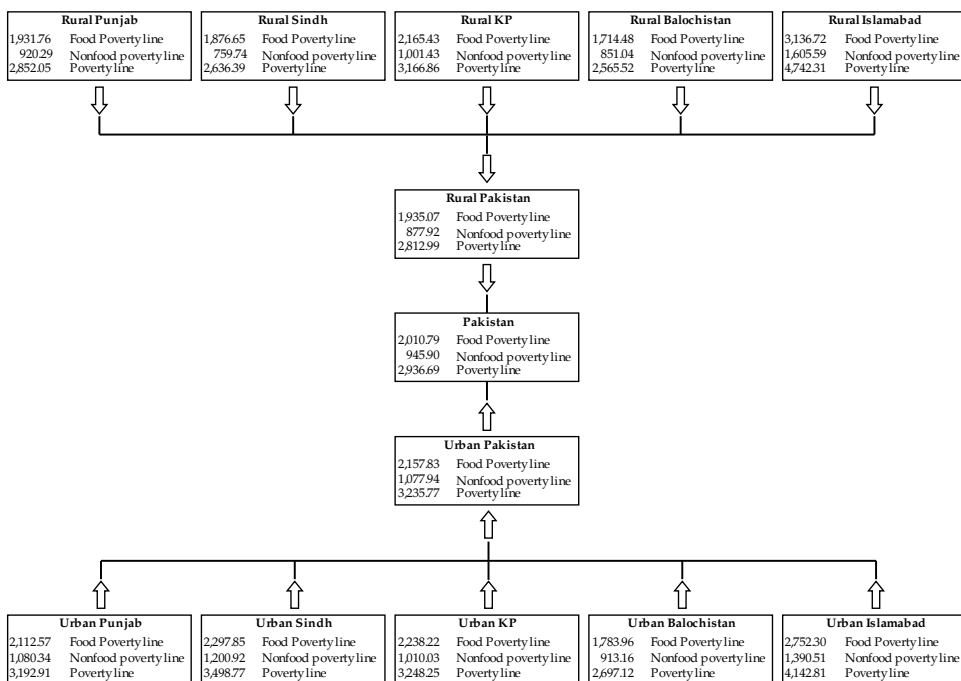 Rural Punjab
1,931.76 Food Poverty line
920.29 Nonfood poverty line
2,852.05 Poverty line
Rural Sindh
1,876.65 Food Poverty line
759.74 Nonfood poverty line
2,636.39 Poverty line
Rural KP
2,165.43 Food Poverty line
1,001.43 Nonfood poverty line
3,166.86 Poverty line
Rural Balochistan
1,714.48 Food Poverty line
851.04 Nonfood poverty line
2,565.52 Poverty line
Rural Islamabad
3,136.72 Food Poverty line
1,605.59 Nonfood poverty line
4,742.31 Poverty line
Rural Pakistan
1,935.07 Food Poverty line
877.92 Nonfood poverty line
2,812.99 Poverty line
Pakistan
2,010.79 Food Poverty line
945.90 Nonfood poverty line
2,936.69 Poverty line
Urban Pakistan
2,157.83 Food Poverty line
1,077.94 Nonfood poverty line
3,235.77 Poverty line
Urban Punjab
2,112.57 Food Poverty line
1,080.34 Nonfood poverty line
3,192.91 Poverty line
Urban Sindh
2,297.85 Food Poverty line
1,200.92 Nonfood poverty line
3,498.77 Poverty line
Urban KP
2,238.22 Food Poverty line
1,010.03 Nonfood poverty line
3,248.25 Poverty line
Urban Balochistan
1,783.96 Food Poverty line
913.16 Nonfood poverty line
2,697.12 Poverty line
Urban Islamabad
2,752.30 Food Poverty line
1,390.51 Nonfood poverty line
4,142.81 Poverty line